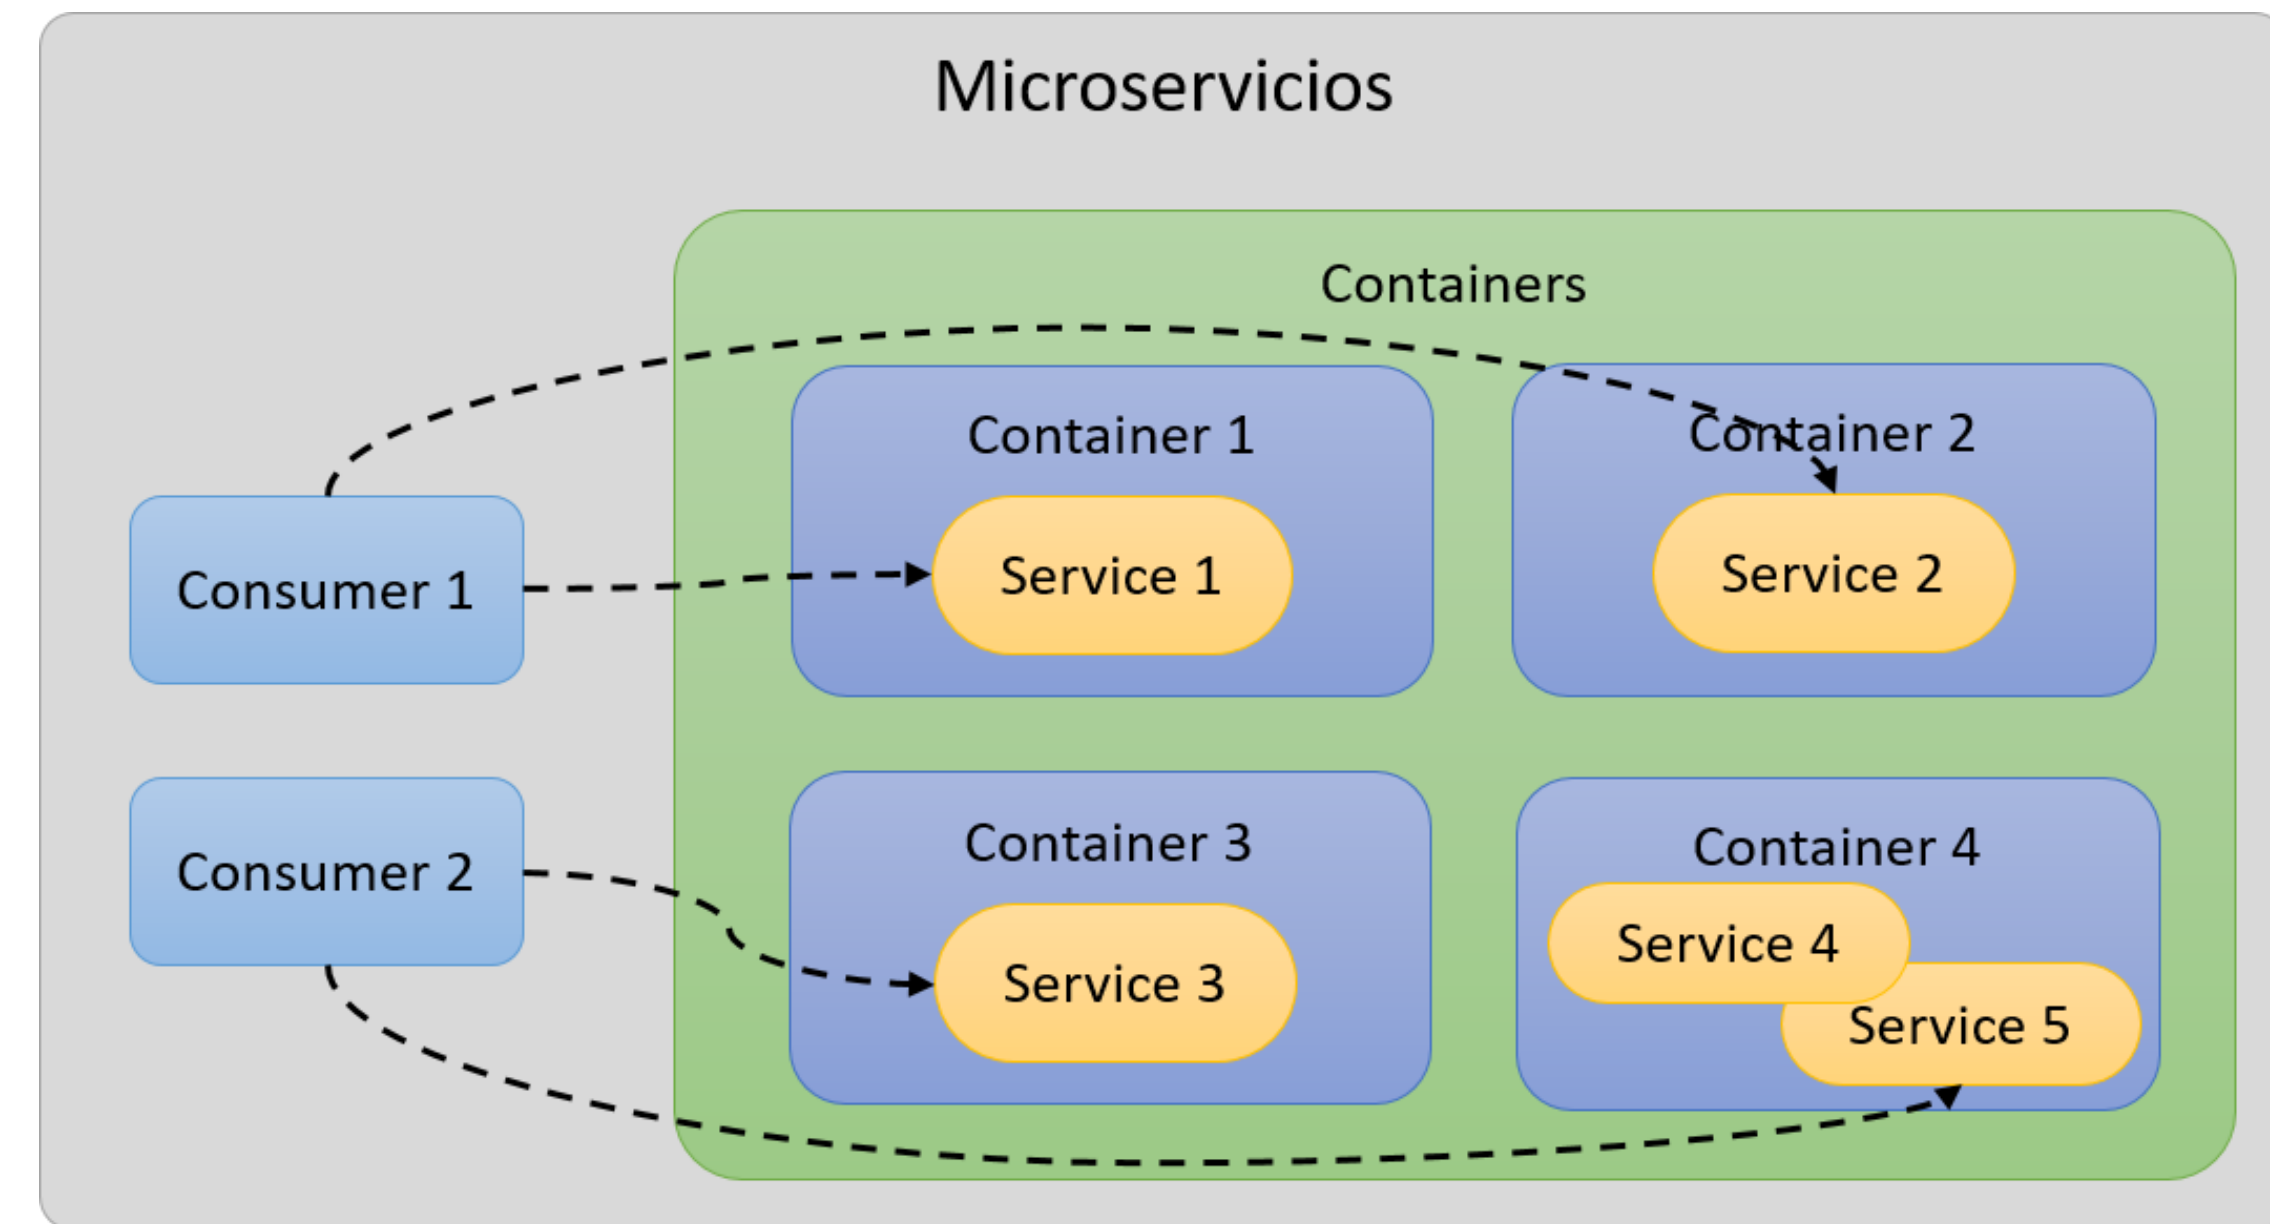 Microservicios
Containers
Container 1
Container 2
Consumer 1
Service 1
Service 2
Consumer 2
Container 3
Container 4
Service 3
Service 4
Service 5